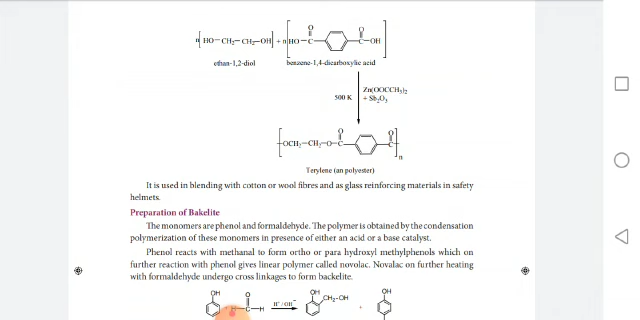 n[HO—CH2—CH2—OH] + n[HO—C(=O)—C(=O)—OH]
ethan-1,2-diol benzene-1,4-dicarboxylic acid
500 K Zn(OOCCH3)2
+ Sb2O3
[OCH2—CH2—O—C(=O)—C(=O)]n
Terylene (an polyester)
It is used in blending with cotton or wool fibres and as glass reinforcing materials in safety
helmets.
Preparation of Bakelite
The monomers are phenol and formaldehyde. The polymer is obtained by the condensation
polymerization of these monomers in presence of either an acid or a base catalyst.
Phenol reacts with methanal to form ortho or para hydroxyl methylphenols which on
further reaction with phenol gives linear polymer called novolac. Novalac on further heating
with formaldehyde undergo cross linkages to form backelite.
OH O OH OH
H—C—H H+ / OH− CH2-OH +